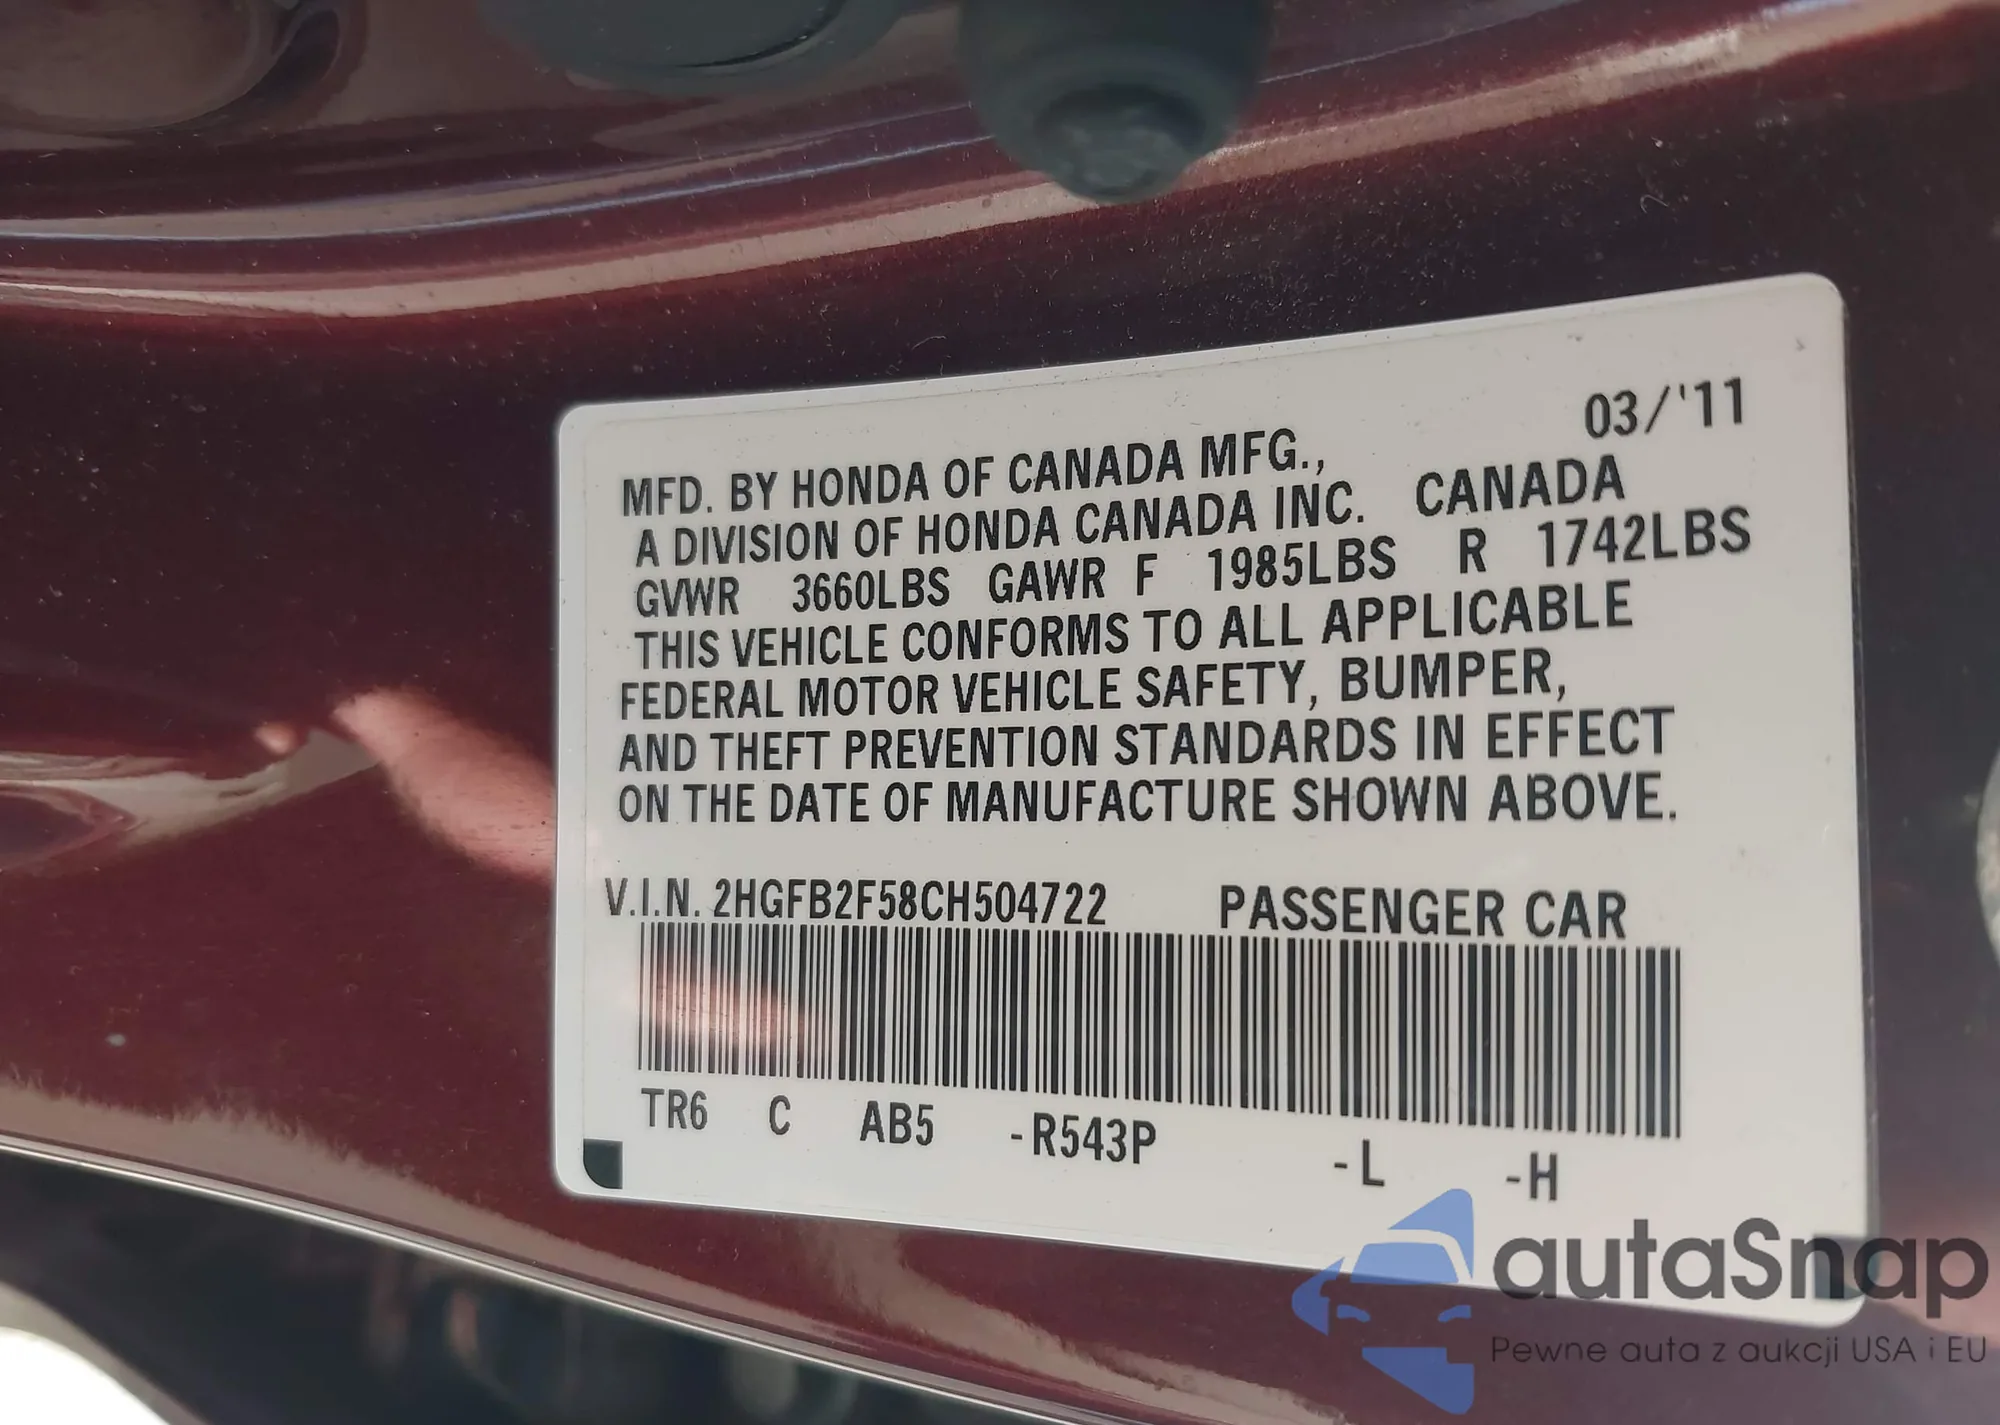 03/'11
MFD. BY HONDA OF CANADA MFG.,
A DIVISION OF HONDA CANADA INC. CANADA
GVWR 3660LBS GAWR F 1985LBS R 1742LBS
THIS VEHICLE CONFORMS TO ALL APPLICABLE
FEDERAL MOTOR VEHICLE SAFETY, BUMPER,
AND THEFT PREVENTION STANDARDS IN EFFECT
ON THE DATE OF MANUFACTURE SHOWN ABOVE.
V.I.N. 2HGFB2F58CH504722 PASSENGER CAR
TR6 C AB5 -R543P -L -H
autaSnap
Pewne auta z aukcji USA i EU